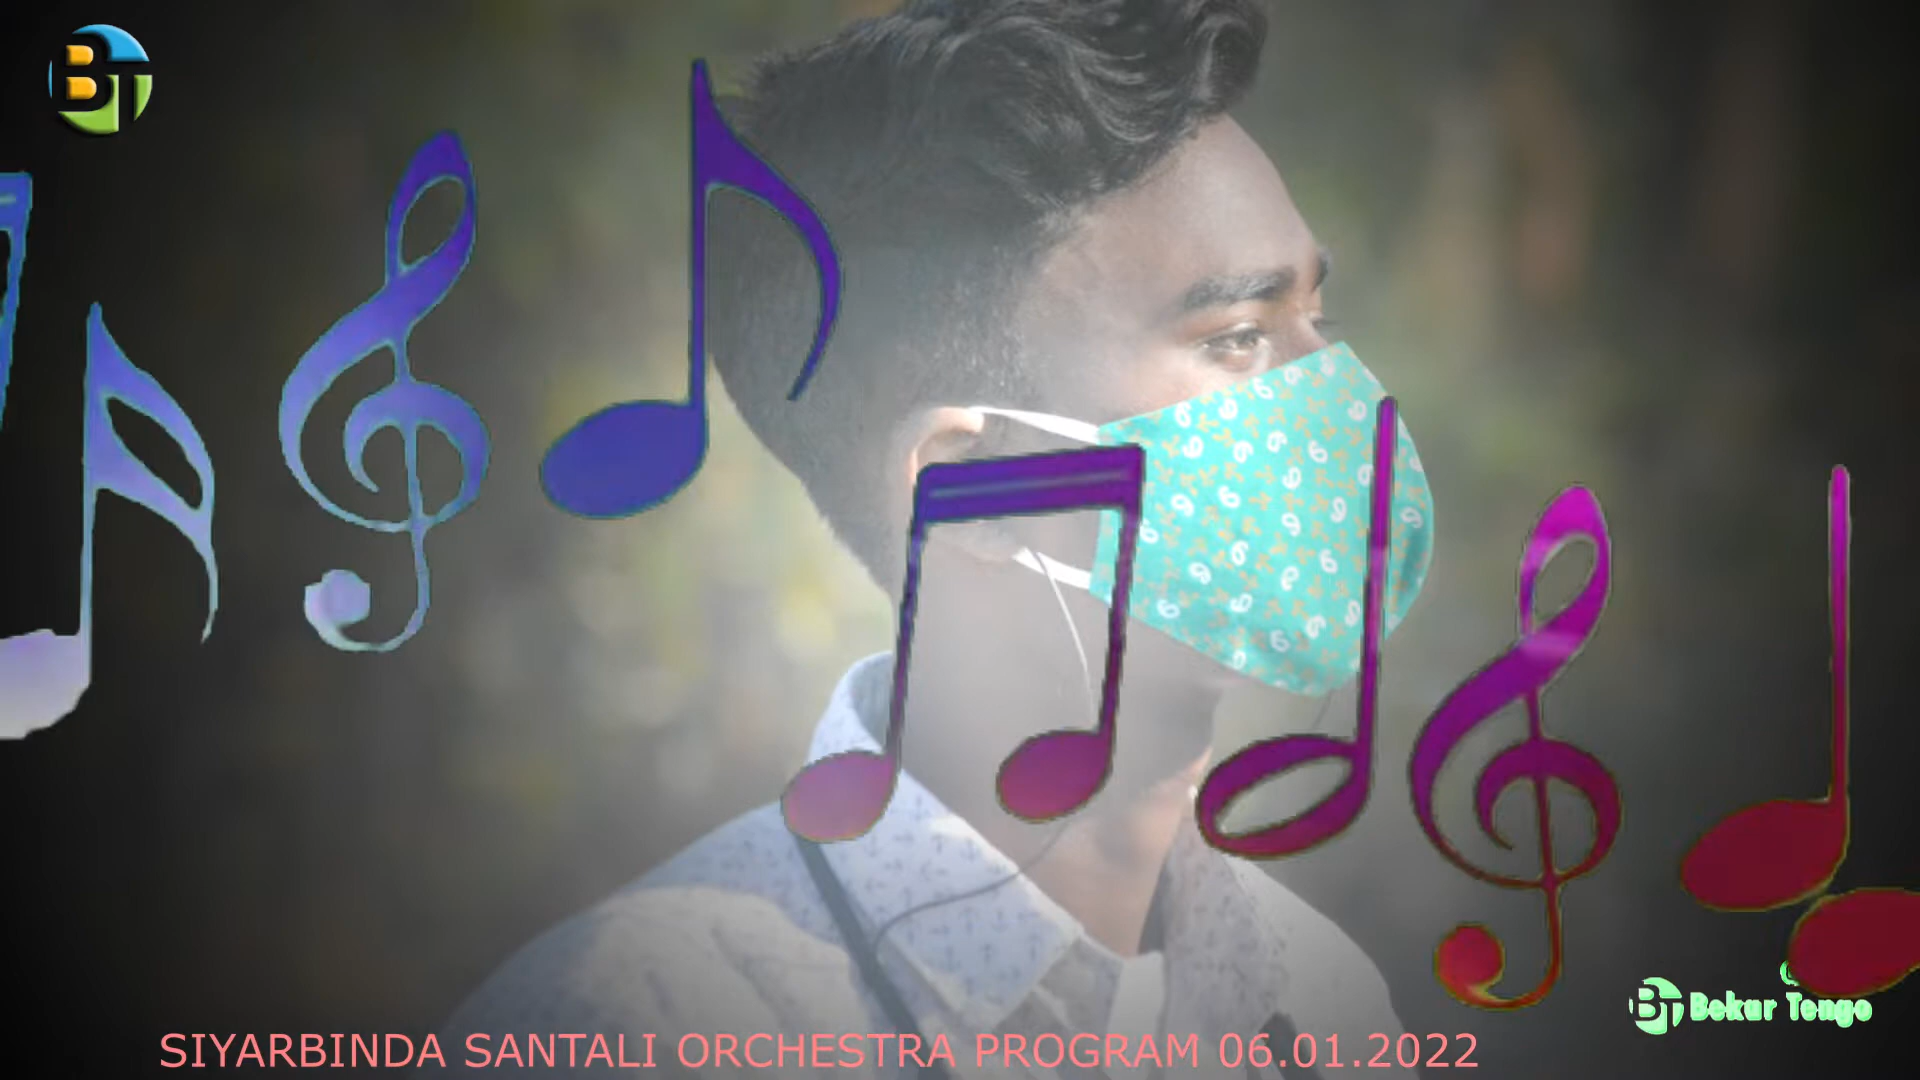 BT
BT Bekar Tengo
SIYARBINDA SANTALI ORCHESTRA PROGRAM 06.01.2022